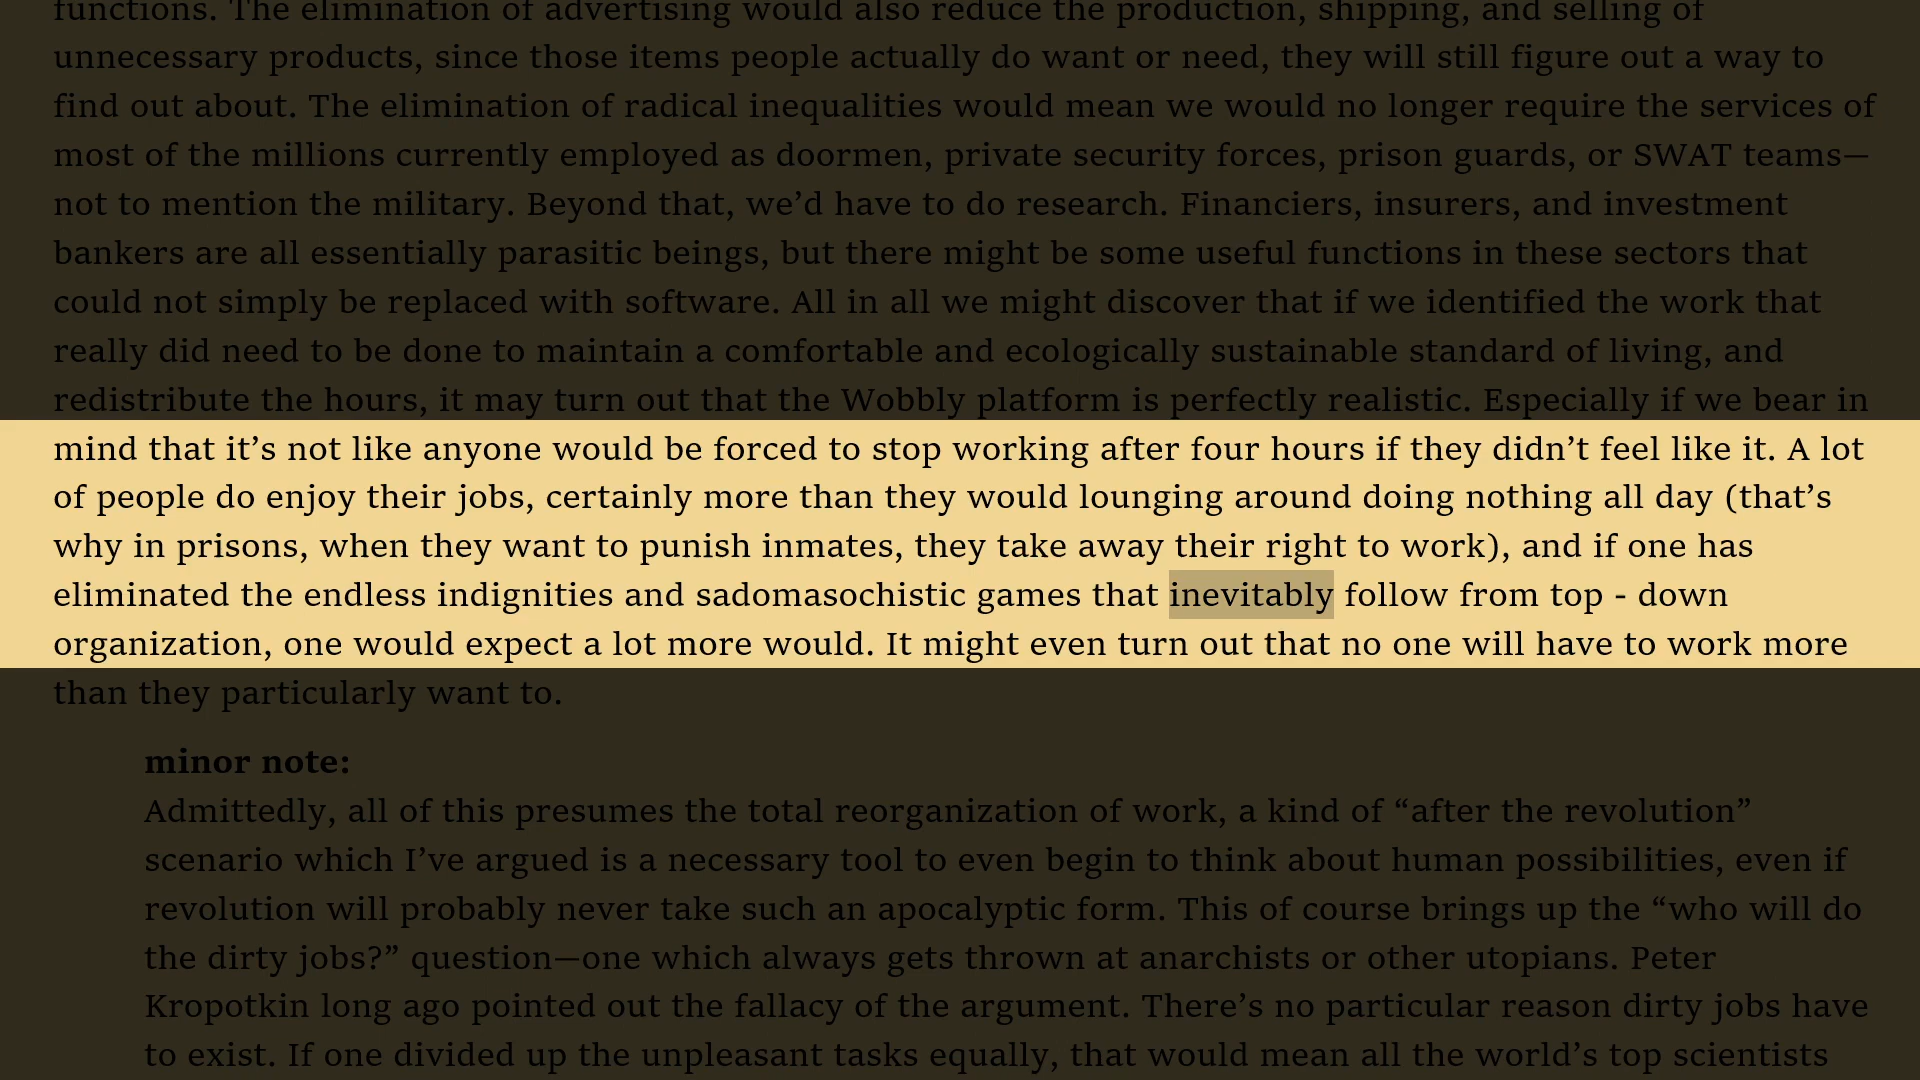 functions. The elimination of advertising would also reduce the production, shipping, and selling of
unnecessary products, since those items people actually do want or need, they will still figure out a way to
find out about. The elimination of radical inequalities would mean we would no longer require the services of
most of the millions currently employed as doormen, private security forces, prison guards, or SWAT teams—
not to mention the military. Beyond that, we’d have to do research. Financiers, insurers, and investment
bankers are all essentially parasitic beings, but there might be some useful functions in these sectors that
could not simply be replaced with software. All in all we might discover that if we identified the work that
really did need to be done to maintain a comfortable and ecologically sustainable standard of living, and
redistribute the hours, it may turn out that the Wobbly platform is perfectly realistic. Especially if we bear in
mind that it’s not like anyone would be forced to stop working after four hours if they didn’t feel like it. A lot
of people do enjoy their jobs, certainly more than they would lounging around doing nothing all day (that’s
why in prisons, when they want to punish inmates, they take away their right to work), and if one has
eliminated the endless indignities and sadomasochistic games that inevitably follow from top - down
organization, one would expect a lot more would. It might even turn out that no one will have to work more
than they particularly want to.
minor note:
Admittedly, all of this presumes the total reorganization of work, a kind of “after the revolution”
scenario which I’ve argued is a necessary tool to even begin to think about human possibilities, even if
revolution will probably never take such an apocalyptic form. This of course brings up the “who will do
the dirty jobs?” question—one which always gets thrown at anarchists or other utopians. Peter
Kropotkin long ago pointed out the fallacy of the argument. There’s no particular reason dirty jobs have
to exist. If one divided up the unpleasant tasks equally, that would mean all the world’s top scientists